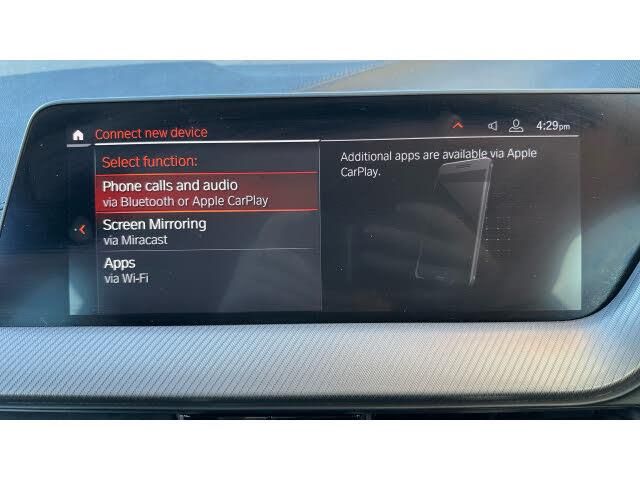 Connect new device
4:29pm
Select function:
Phone calls and audio
via Bluetooth or Apple CarPlay
Screen Mirroring
via Miracast
Apps
via Wi-Fi
Additional apps are available via Apple
CarPlay.